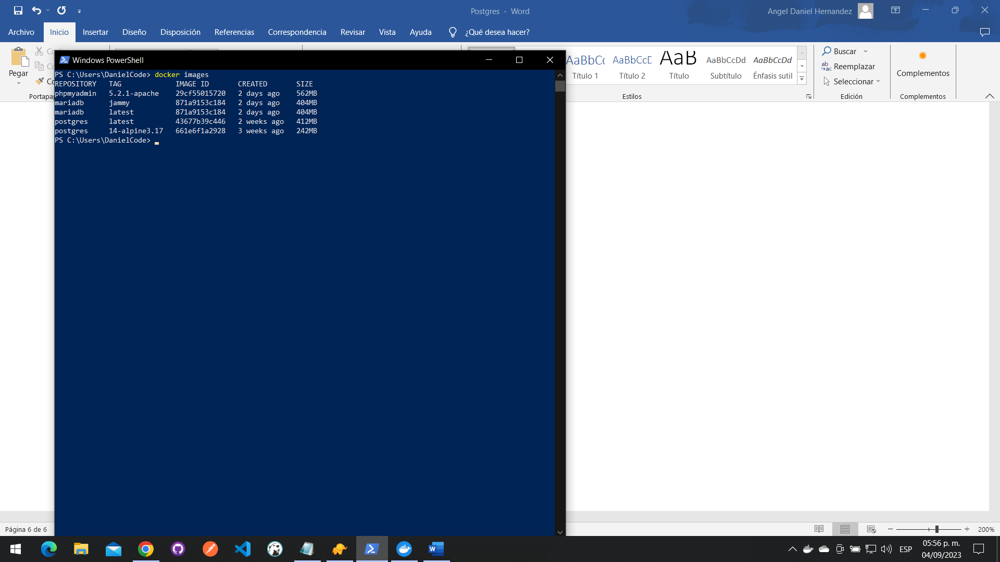 Postgres - Word
Angel Daniel Hernandez
Archivo Inicio Insertar Diseño Disposición Referencias Correspondencia Revisar Vista Ayuda ¿Qué desea hacer?
Pegar
Portapap
AaBbCc AaBbCcD AaB AaBbCcDd AaBbCcDd
Título 1 Título 2 Título Subtítulo Énfasis sutil
Estilos
Buscar
Reemplazar
Seleccionar
Edición
Complementos
Complementos
Windows PowerShell
PS C:\Users\DanielCode> docker images
REPOSITORY TAG IMAGE ID CREATED SIZE
phpmyadmin 5.2.1-apache 29cf55015720 2 days ago 562MB
mariadb jammy 871a9153c184 2 days ago 404MB
mariadb latest 871a9153c184 2 days ago 404MB
postgres latest 43677b39c446 2 weeks ago 412MB
postgres 14-alpine3.17 661e6f1a2928 3 weeks ago 242MB
PS C:\Users\DanielCode>
Página 6 de 6
200%
ESP
05:56 p. m.
04/09/2023